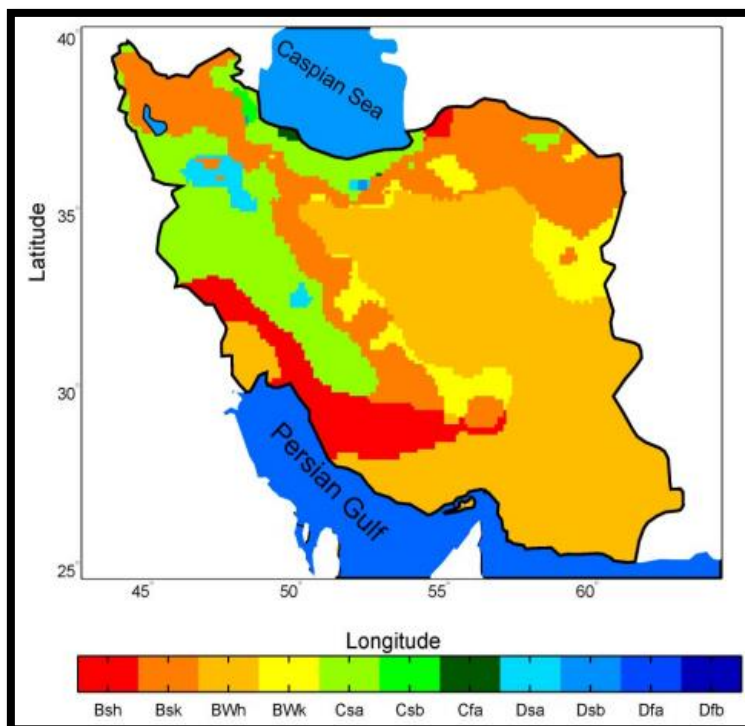 40°
Caspian Sea
35°
Latitude
30°
Persian Gulf
25°
45° 50° 55° 60°
Longitude
Bsh Bsk BWh BWk Csa Csb Cfa Dsa Dsb Dfa Dfb